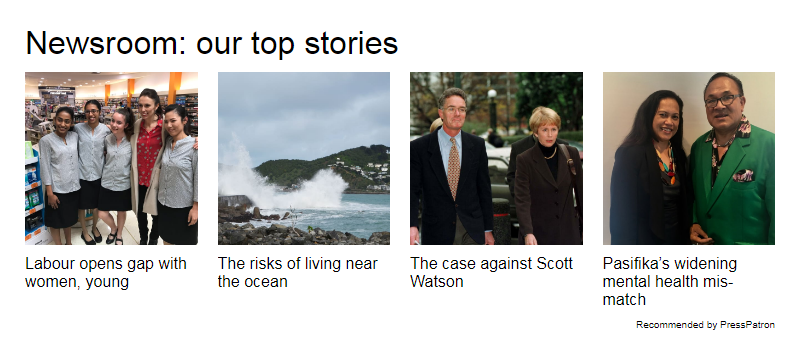 Newsroom: our top stories
Labour opens gap with
women, young
The risks of living near
the ocean
The case against Scott
Watson
Pasifika's widening
mental health mis-
match
Recommended by PressPatron